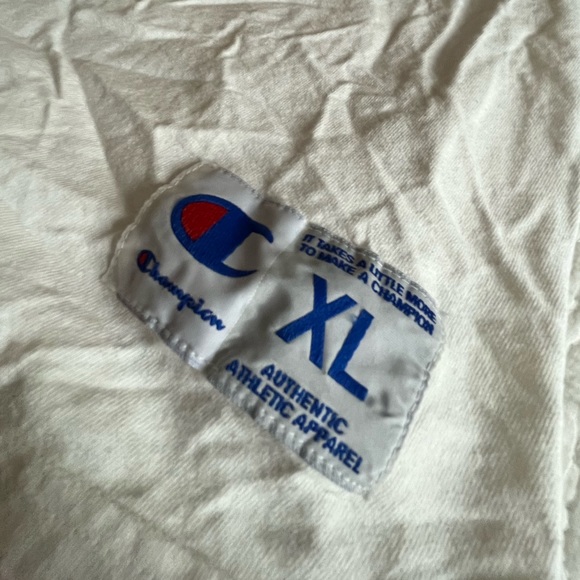 Champion
IT TAKES A LITTLE MORE
TO MAKE A CHAMPION
XL
AUTHENTIC
ATHLETIC APPAREL